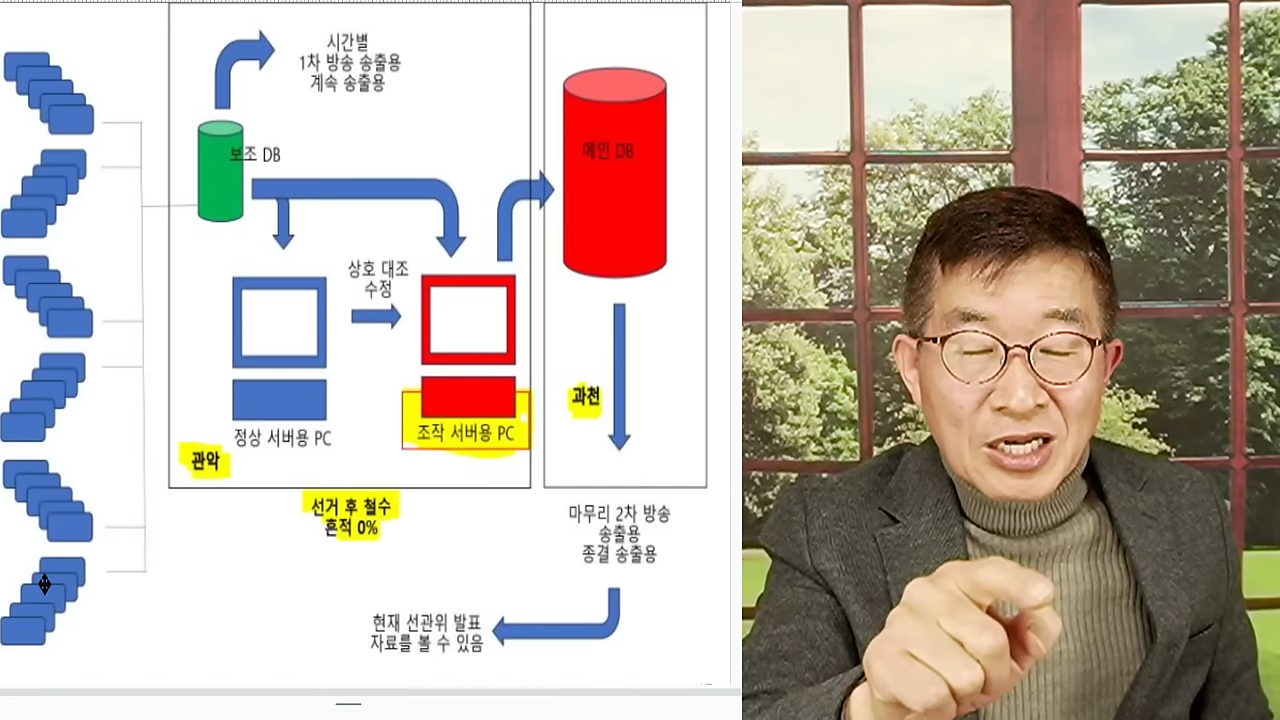 시간별
1차 방송 송출용
계속 송출용
보조 DB
메인 DB
상호 대조
수정
정상 서버용 PC
조작 서버용 PC
관악
과천
선거 후 철수
흔적 0%
마무리 2차 방송
송출용
종결 송출용
현재 선관위 발표
자료를 볼 수 있음